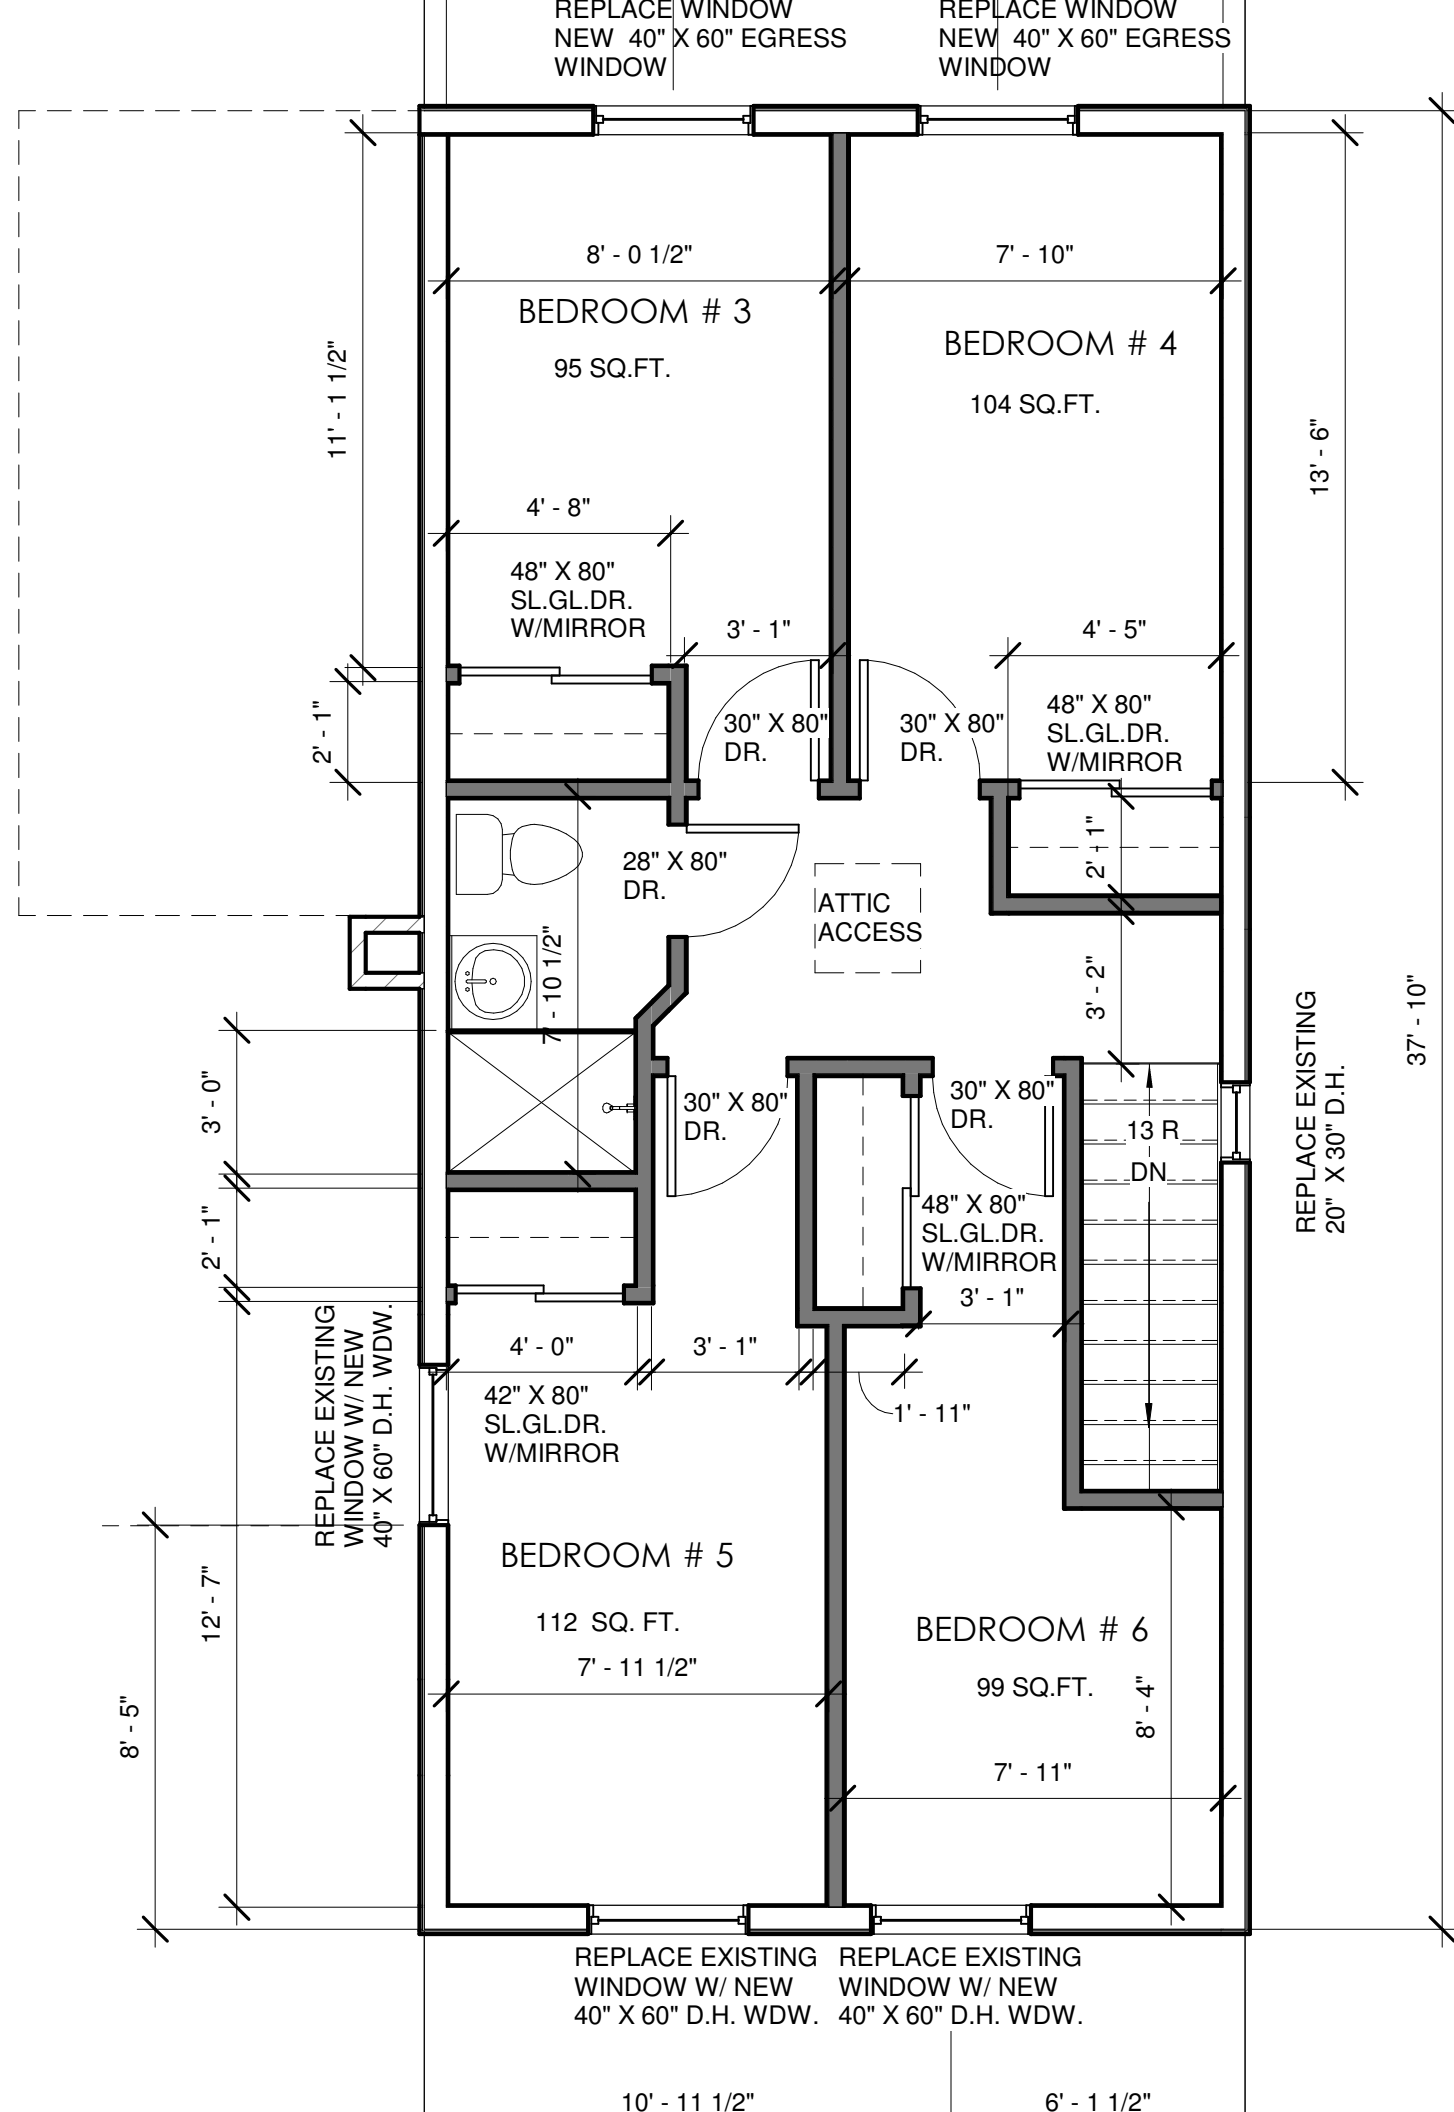 REPLACE WINDOW
NEW  40" X 60" EGRESS
WINDOW
REPLACE WINDOW
NEW  40" X 60" EGRESS
WINDOW
8' - 0 1/2"
7' - 10"
BEDROOM # 3
95 SQ.FT.
BEDROOM # 4
104 SQ.FT.
11' - 1 1/2"
13' - 6"
4' - 8"
48" X 80"
SL.GL.DR.
W/MIRROR
3' - 1"
4' - 5"
2' - 1"
30" X 80"
DR.
30" X 80"
DR.
48" X 80"
SL.GL.DR.
W/MIRROR
28" X 80"
DR.
2' - 1"
ATTIC
ACCESS
7' - 10 1/2"
3' - 2"
37' - 10"
REPLACE EXISTING
20" X 30" D.H.
3' - 0"
30" X 80"
DR.
30" X 80"
DR.
13 R
DN
2' - 1"
48" X 80"
SL.GL.DR.
W/MIRROR
3' - 1"
REPLACE EXISTING
WINDOW W/ NEW
40" X 60" D.H. WDW.
4' - 0"
3' - 1"
42" X 80"
SL.GL.DR.
W/MIRROR
1' - 11"
BEDROOM # 5
112  SQ. FT.
7' - 11 1/2"
12' - 7"
8' - 5"
BEDROOM # 6
99 SQ.FT.
8' - 4"
7' - 11"
REPLACE EXISTING
WINDOW W/ NEW
40" X 60" D.H. WDW.
REPLACE EXISTING
WINDOW W/ NEW
40" X 60" D.H. WDW.
10' - 11 1/2"
6' - 1 1/2"